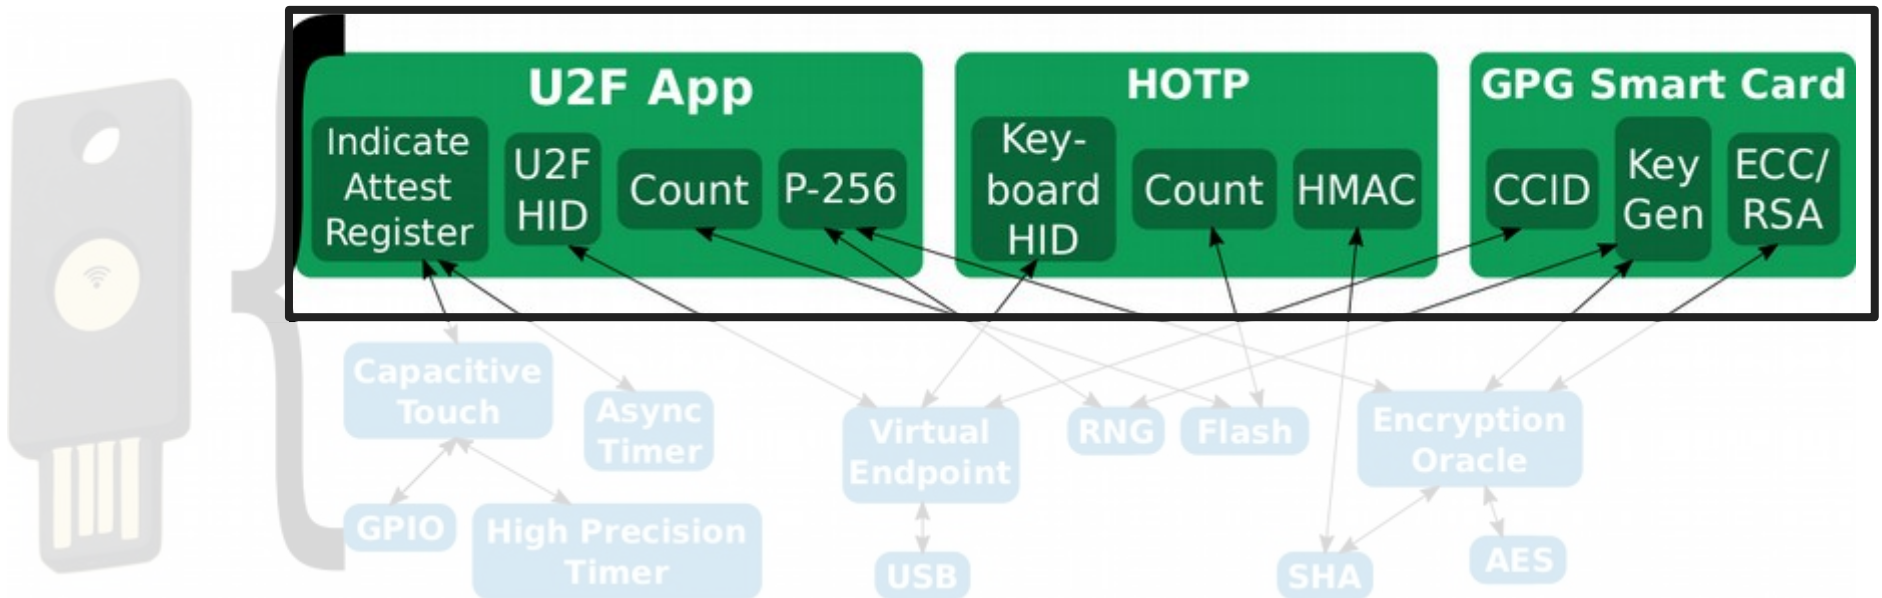 U2F App
Indicate
Attest
Register
U2F
HID
Count
P-256
HOTP
Key-
board
HID
Count
HMAC
GPG Smart Card
CCID
Key
Gen
ECC/
RSA
Capacitive
Touch
Async
Timer
Virtual
Endpoint
RNG
Flash
Encryption
Oracle
GPIO
High Precision
Timer
USB
SHA
AES